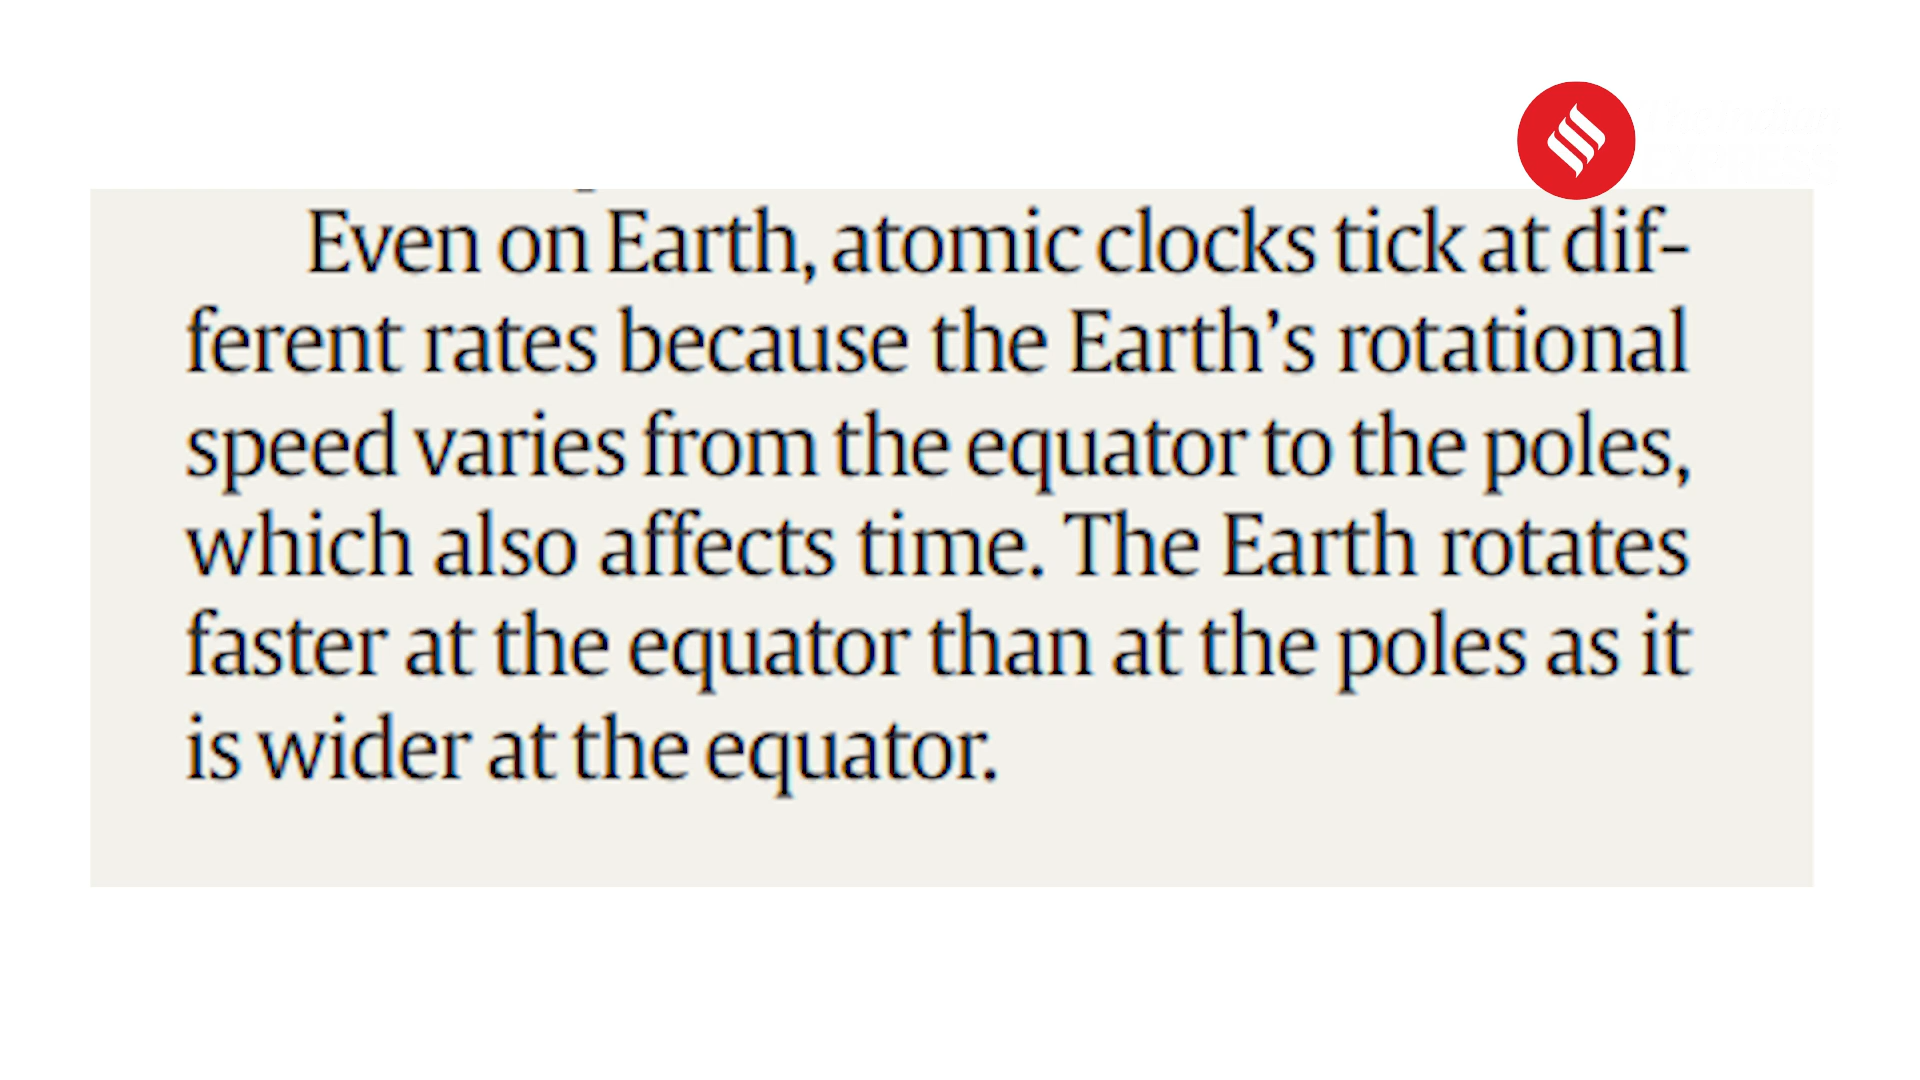 Even on Earth, atomic clocks tick at dif-
ferent rates because the Earth’s rotational
speed varies from the equator to the poles,
which also affects time. The Earth rotates
faster at the equator than at the poles as it
is wider at the equator.